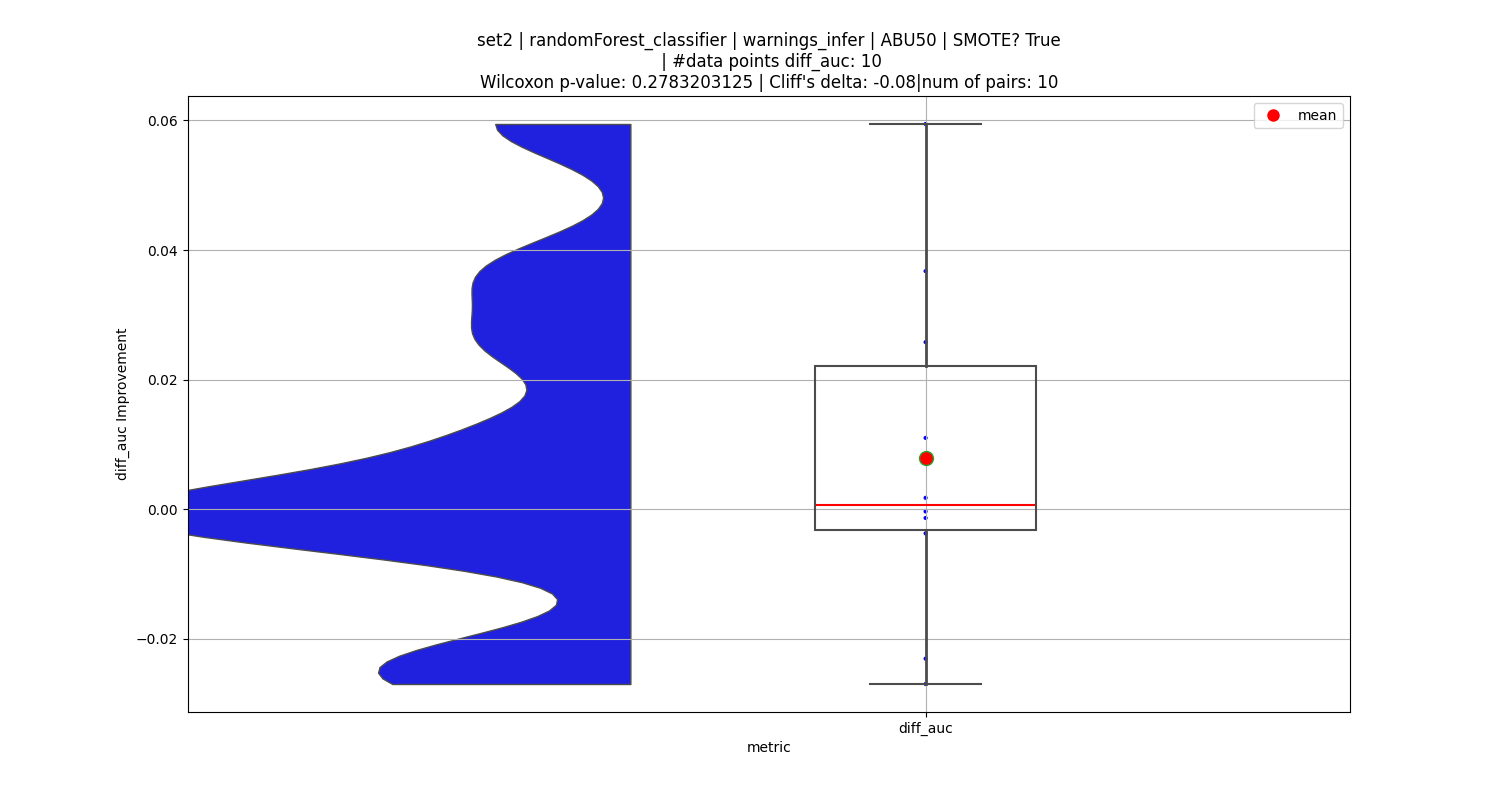 set2 | randomForest_classifier | warnings_infer | ABU50 | SMOTE? True
| #data points diff_auc: 10
Wilcoxon p-value: 0.2783203125 | Cliff's delta: -0.08|num of pairs: 10
mean
0.06
0.04
0.02
0.00
−0.02
diff_auc Improvement
diff_auc
metric